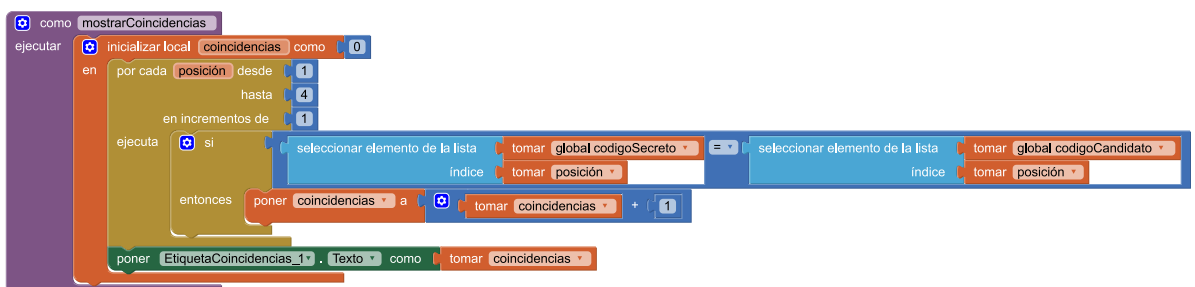 como mostrarCoincidencias
ejecutar inicializar local coincidencias como 0
en por cada posición desde 1
hasta 4
en incrementos de 1
ejecuta si seleccionar elemento de la lista tomar global codigoSecreto = seleccionar elemento de la lista tomar global codigoCandidato
índice tomar posición índice tomar posición
entonces poner coincidencias a tomar coincidencias + 1
poner EtiquetaCoincidencias_1 . Texto como tomar coincidencias